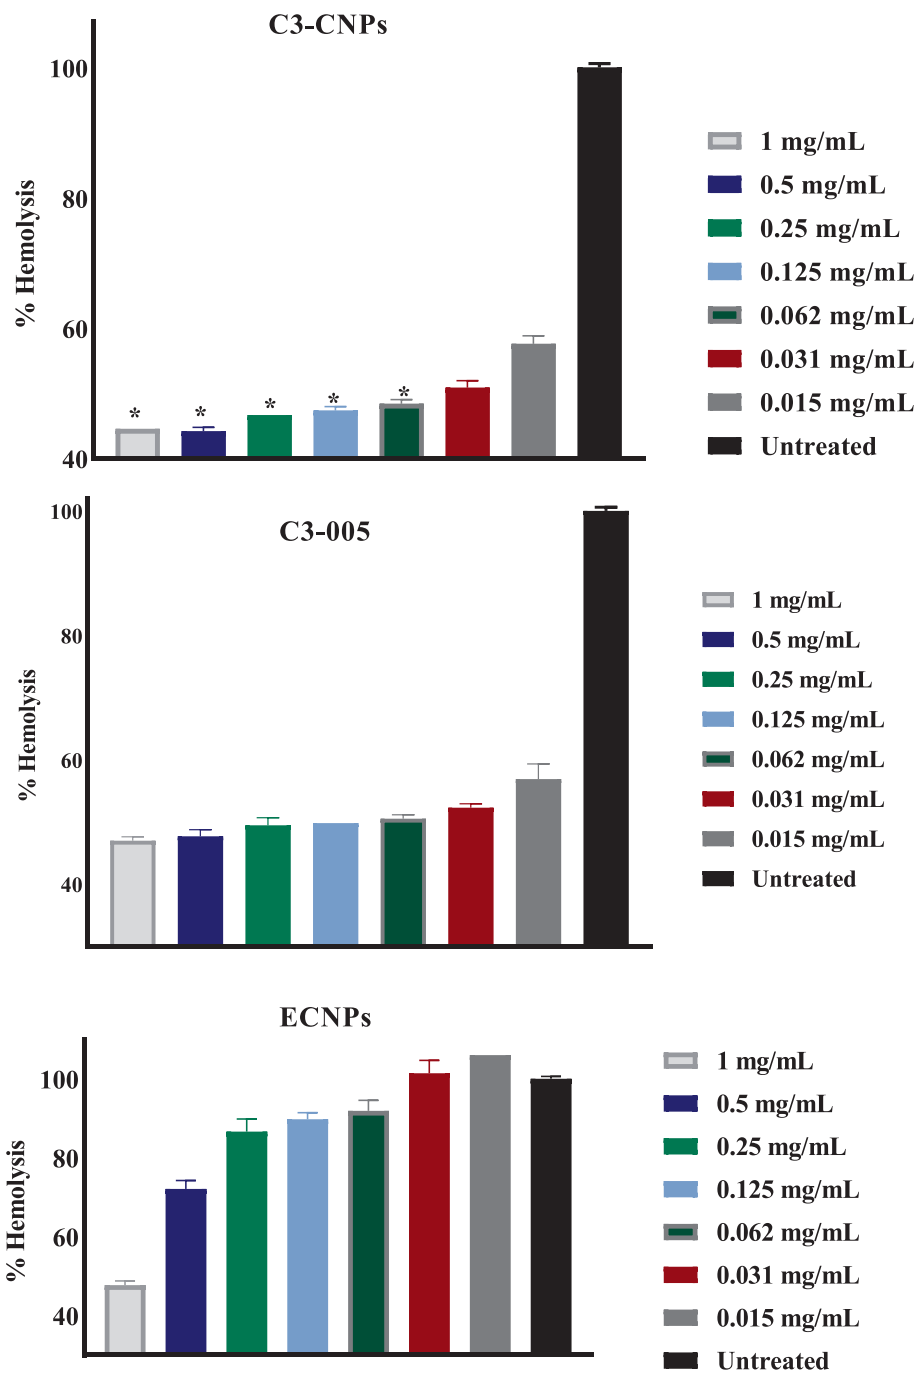 C3-CNPs
% Hemolysis
100
80
60
40
* * * * *
1 mg/mL
0.5 mg/mL
0.25 mg/mL
0.125 mg/mL
0.062 mg/mL
0.031 mg/mL
0.015 mg/mL
Untreated
C3-005
% Hemolysis
100
80
60
40
1 mg/mL
0.5 mg/mL
0.25 mg/mL
0.125 mg/mL
0.062 mg/mL
0.031 mg/mL
0.015 mg/mL
Untreated
ECNPs
% Hemolysis
100
80
60
40
1 mg/mL
0.5 mg/mL
0.25 mg/mL
0.125 mg/mL
0.062 mg/mL
0.031 mg/mL
0.015 mg/mL
Untreated